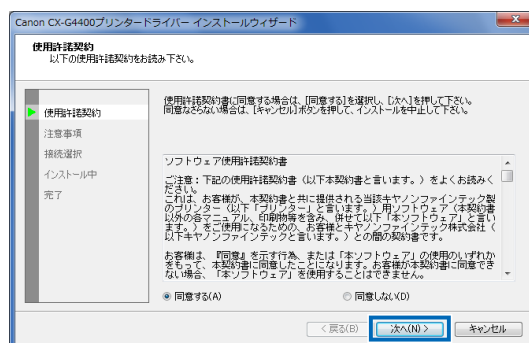 Canon CX-G4400プリンタードライバー インストールウィザード
使用許諾契約
以下の使用許諾契約をお読み下さい。
使用許諾契約
注意事項
接続選択
インストール中
完了
使用許諾契約書に同意する場合は、[同意する]を選択し、[次へ]を押して下さい。
同意なさらない場合は、[キャンセル]ボタンを押して、インストールを中止して下さい。
ソフトウェア使用許諾契約書
ご注意：下記の使用許諾契約書（以下本契約書と言います。）をよくお読みく
ださい。
これは、お客様が、本契約書と共に提供される当該キヤノンファインテック製
のプリンター（以下「プリンター」と言います。）用ソフトウェア（本契約書
以外の各マニュアル、印刷物等を含み、併せて以下「本ソフトウェア」と言い
ます。）をご使用になるための、お客様とキヤノンファインテック株式会社（
以下キヤノンファインテックと言います。）との間の契約書です。
お客様は、『同意』を示す行為、または「本ソフトウェア」の使用のいずれか
をもって、本契約書に同意したことになります。お客様が本契約書に同意でき
ない場合、「本ソフトウェア」を使用することはできません。
同意する(A)
同意しない(D)
< 戻る(B)
次へ(N) >
キャンセル